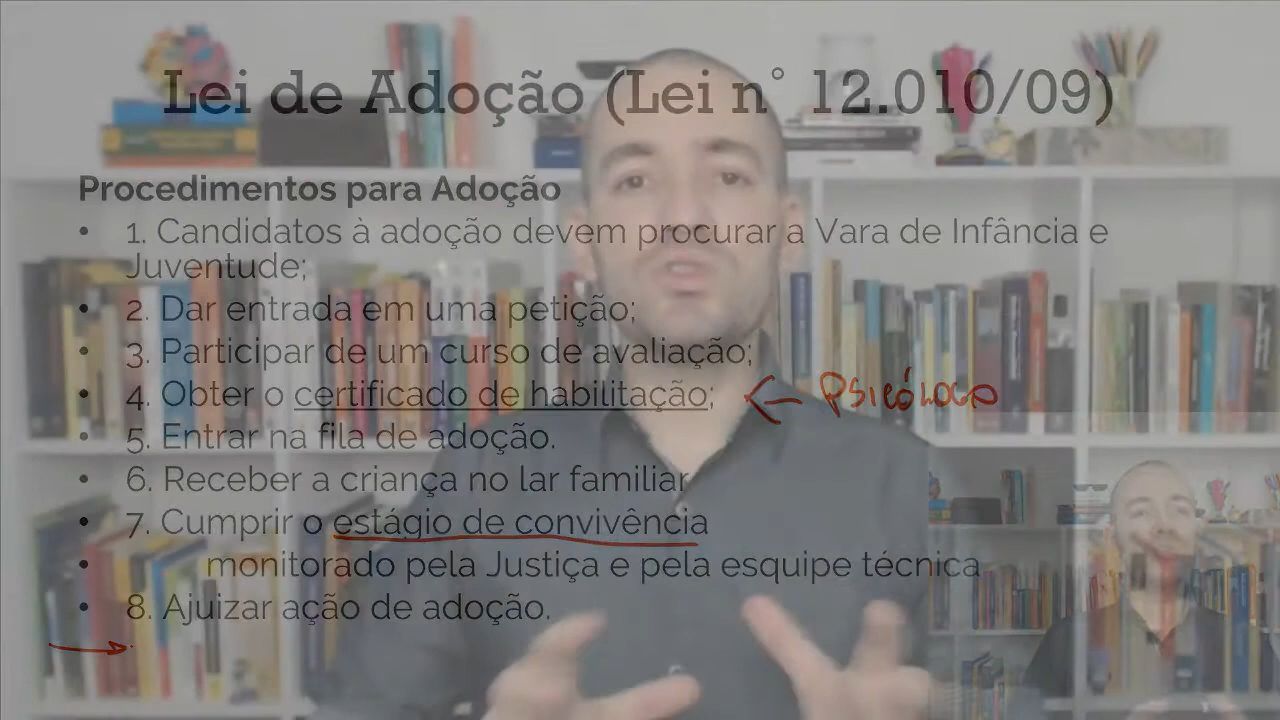 Lei de Adoção (Lei n° 12.010/09)
Procedimentos para Adoção
• 1. Candidatos à adoção devem procurar a Vara de Infância e
Juventude;
• 2. Dar entrada em uma petição;
• 3. Participar de um curso de avaliação;
• 4. Obter o certificado de habilitação; ← PSICÓLOGO
• 5. Entrar na fila de adoção.
• 6. Receber a criança no lar familiar
• 7. Cumprir o estágio de convivência
• monitorado pela Justiça e pela esquipe técnica
• 8. Ajuizar ação de adoção.